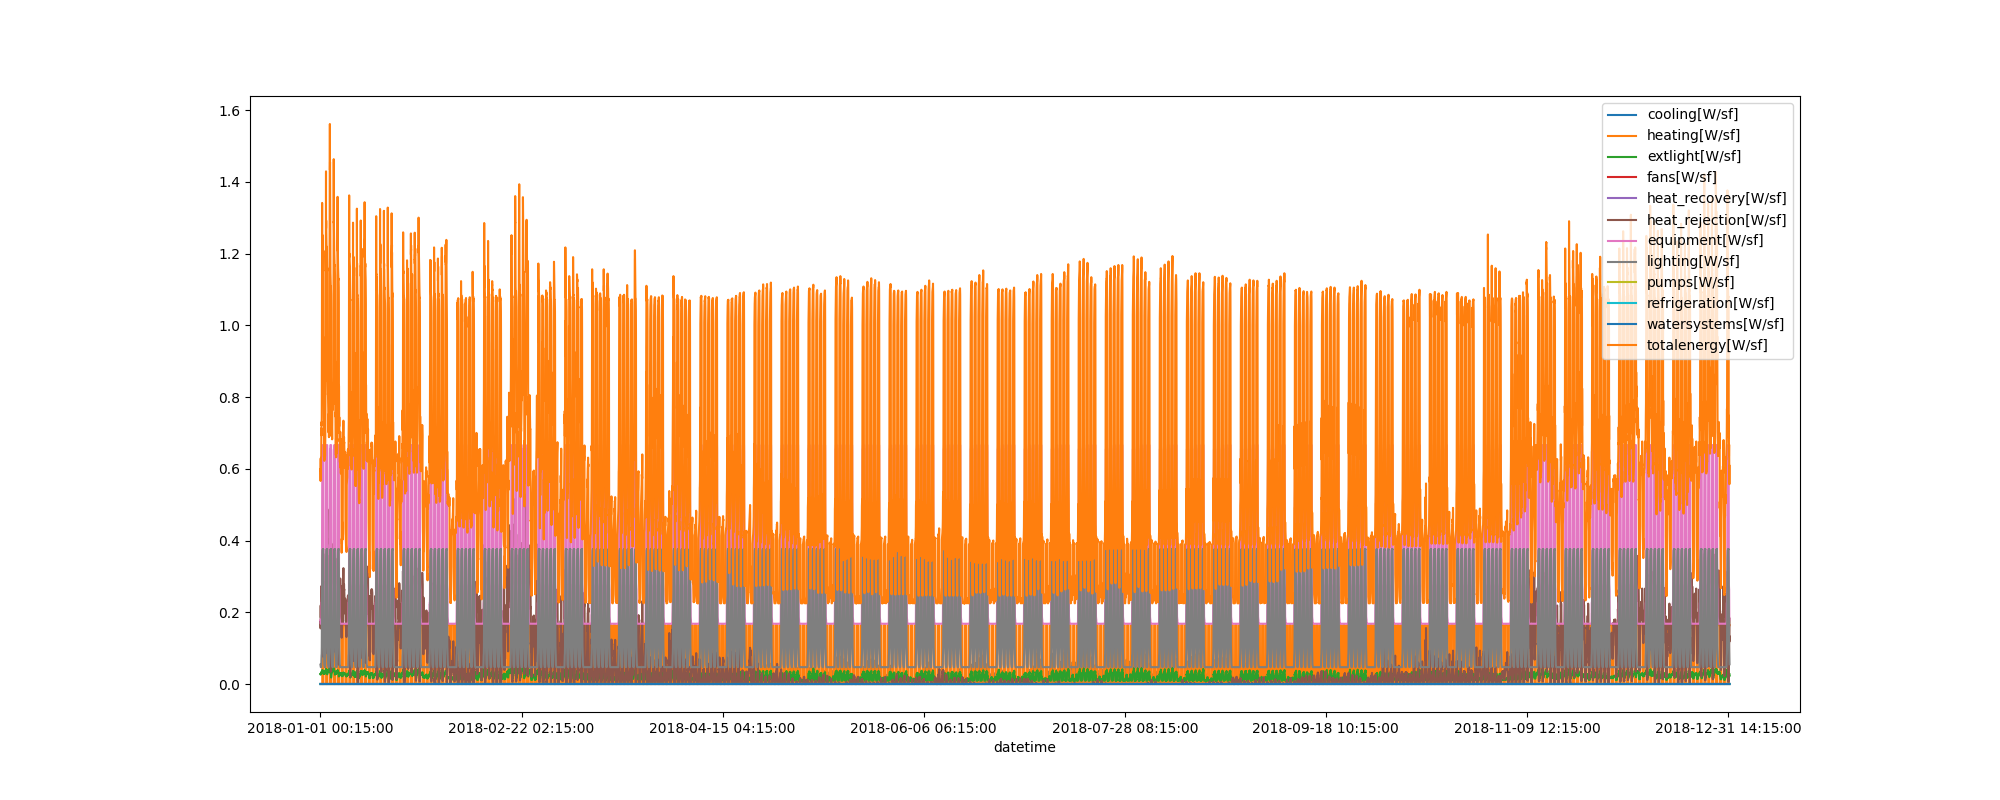 1.6
1.4
1.2
1.0
0.8
0.6
0.4
0.2
0.0
cooling[W/sf]
heating[W/sf]
extlight[W/sf]
fans[W/sf]
heat_recovery[W/sf]
heat_rejection[W/sf]
equipment[W/sf]
lighting[W/sf]
pumps[W/sf]
refrigeration[W/sf]
watersystems[W/sf]
totalenergy[W/sf]
2018-01-01 00:15:00 2018-02-22 02:15:00 2018-04-15 04:15:00 2018-06-06 06:15:00 2018-07-28 08:15:00 2018-09-18 10:15:00 2018-11-09 12:15:00 2018-12-31 14:15:00
datetime